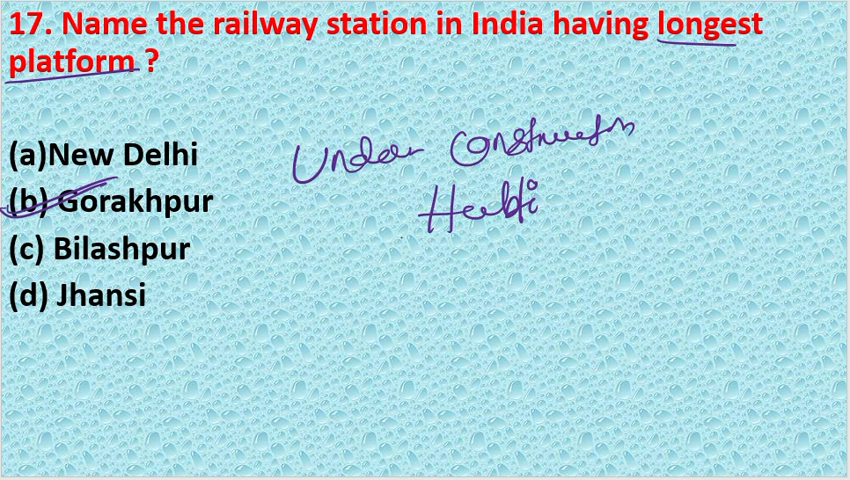 17. Name the railway station in India having longest
platform ?
(a)New Delhi
Under Construction
(b) Gorakhpur
Hubli
(c) Bilashpur
(d) Jhansi